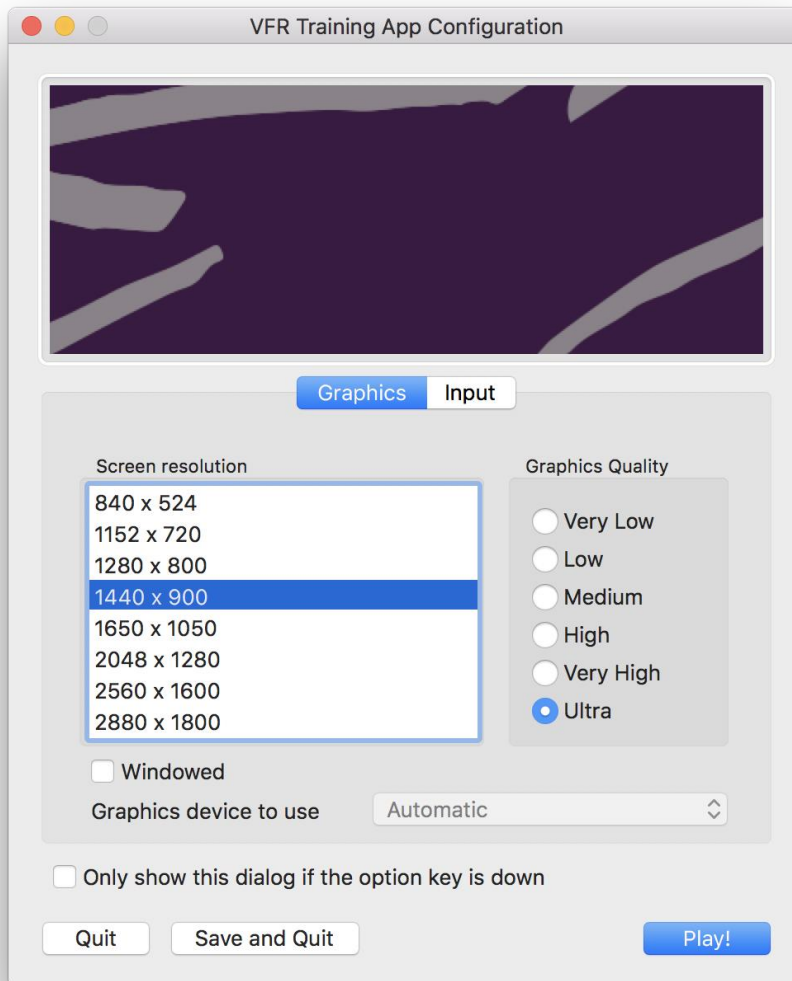 VFR Training App Configuration
Graphics Input
Screen resolution
840 x 524
1152 x 720
1280 x 800
1440 x 900
1650 x 1050
2048 x 1280
2560 x 1600
2880 x 1800
Graphics Quality
Very Low
Low
Medium
High
Very High
Ultra
Windowed
Graphics device to use Automatic
Only show this dialog if the option key is down
Quit Save and Quit Play!